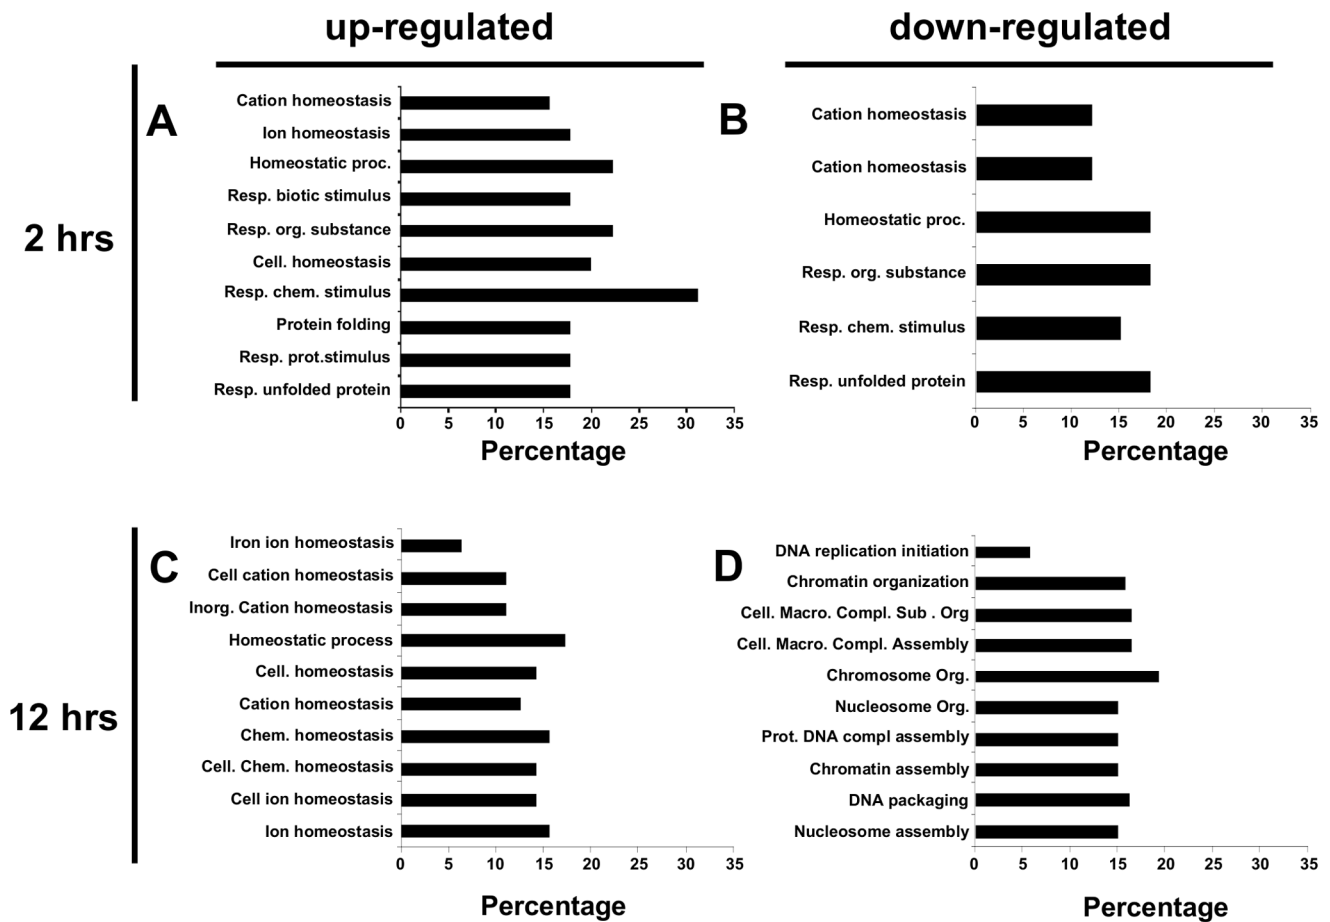 up-regulated
down-regulated
2 hrs
A
Cation homeostasis
Ion homeostasis
Homeostatic proc.
Resp. biotic stimulus
Resp. org. substance
Cell. homeostasis
Resp. chem. stimulus
Protein folding
Resp. prot.stimulus
Resp. unfolded protein
0 5 10 15 20 25 30 35
Percentage
B
Cation homeostasis
Cation homeostasis
Homeostatic proc.
Resp. org. substance
Resp. chem. stimulus
Resp. unfolded protein
0 5 10 15 20 25 30 35
Percentage
12 hrs
C
Iron ion homeostasis
Cell cation homeostasis
Inorg. Cation homeostasis
Homeostatic process
Cell. homeostasis
Cation homeostasis
Chem. homeostasis
Cell. Chem. homeostasis
Cell ion homeostasis
Ion homeostasis
0 5 10 15 20 25 30 35
Percentage
D
DNA replication initiation
Chromatin organization
Cell. Macro. Compl. Sub . Org
Cell. Macro. Compl. Assembly
Chromosome Org.
Nucleosome Org.
Prot. DNA compl assembly
Chromatin assembly
DNA packaging
Nucleosome assembly
0 5 10 15 20 25 30 35
Percentage